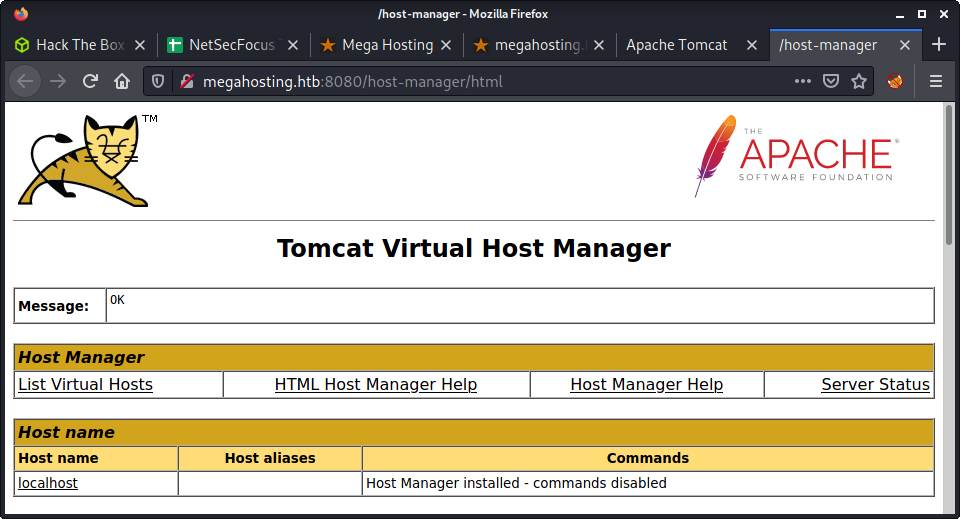 /host-manager - Mozilla Firefox
Hack The Box
NetSecFocus
Mega Hosting
megahosting.
Apache Tomcat
/host-manager
megahosting.htb:8080/host-manager/html
TM
THE
APACHE®
SOFTWARE FOUNDATION
Tomcat Virtual Host Manager
Message: OK
Host Manager
List Virtual Hosts HTML Host Manager Help Host Manager Help Server Status
Host name
Host name Host aliases Commands
localhost Host Manager installed - commands disabled